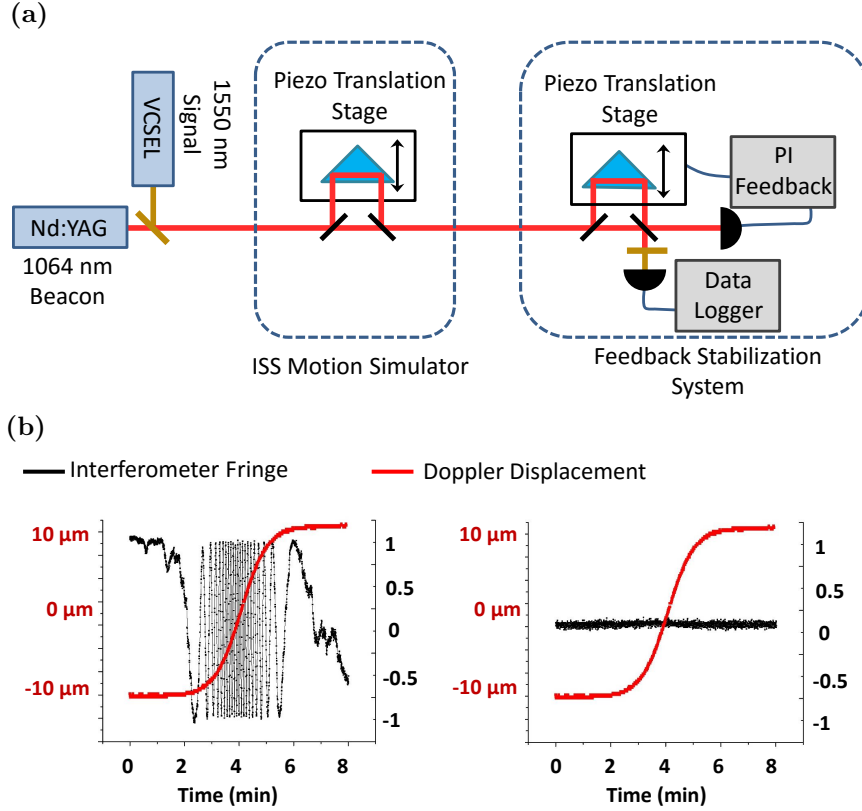 (a)
VCSEL
1550 nm
Signal
Nd:YAG
1064 nm
Beacon
Piezo Translation
Stage
ISS Motion Simulator
Piezo Translation
Stage
PI
Feedback
Data
Logger
Feedback Stabilization
System
(b)
Interferometer Fringe
Doppler Displacement
10 µm
0 µm
-10 µm
1
0.5
0
-0.5
-1
0 2 4 6 8
Time (min)
10 µm
0 µm
-10 µm
1
0.5
0
-0.5
-1
0 2 4 6 8
Time (min)